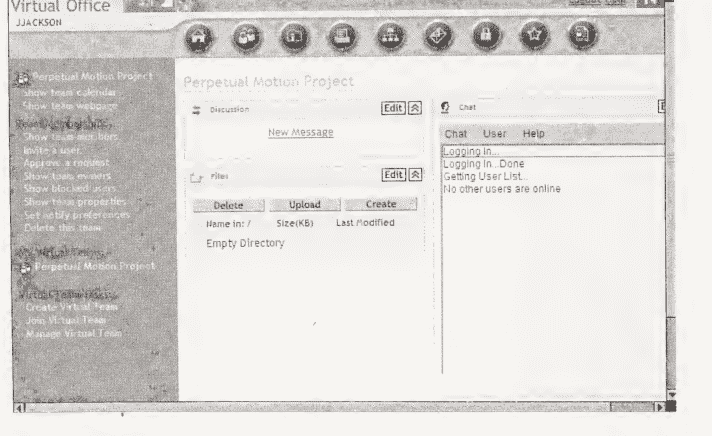 Virtual Office
JJACKSON
Perpetual Motion Project
Show team calendar
Show team webpage
Show team members
Invite a user
Approve a request
Show team owners
Show blocked users
Show team properties
Set notify preferences
Delete this team
Perpetual Motion Project
Create Virtual Team
Join Virtual Team
Manage Virtual Team
Perpetual Motion Project
Discussion Edit
New Message
Files Edit
Delete Upload Create
Name in: / Size(KB) Last Modified
Empty Directory
Chat
Chat User Help
Logging in...
Logging in...Done
Getting User List...
No other users are online